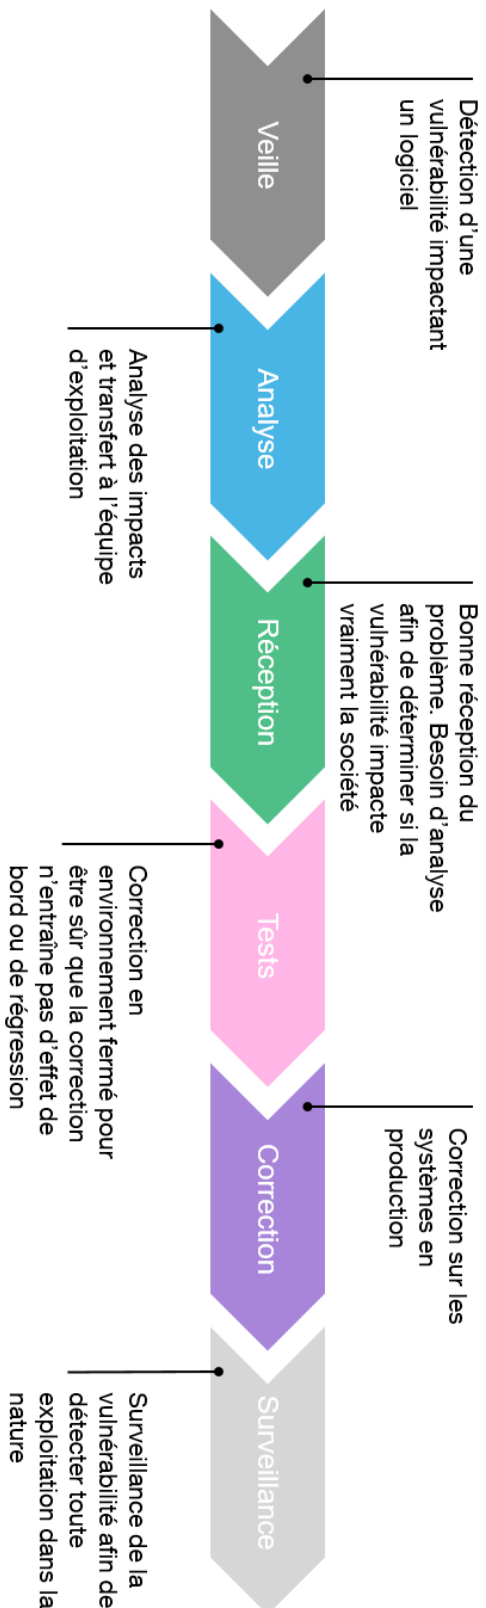 Veille
Détection d'une
vulnérabilité impactant
un logiciel
Analyse
Analyse des impacts
et transfert à l'équipe
d'exploitation
Réception
Bonne réception du
problème. Besoin d'analyse
afin de déterminer si la
vulnérabilité impacte
vraiment la société
Tests
Correction en
environnement fermé pour
être sûr que la correction
n'entraîne pas d'effet de
bord ou de régression
Correction
Correction sur les
systèmes en
production
Surveillance
Surveillance de la
vulnérabilité afin de
détecter toute
exploitation dans la
nature